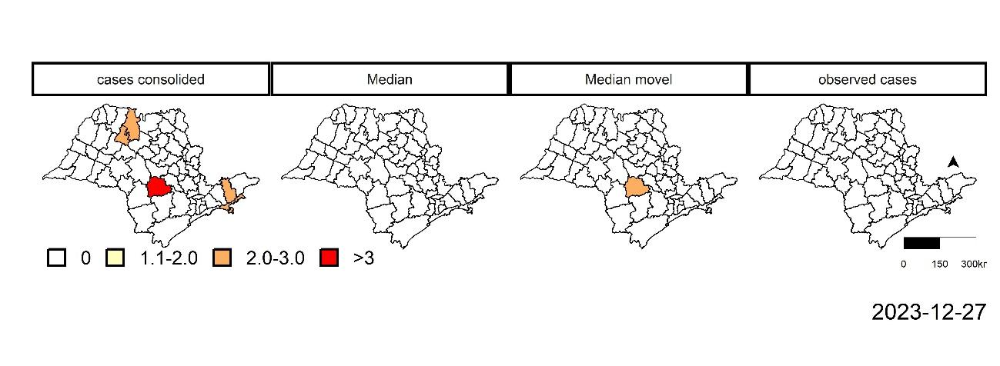 cases consolided
Median
Median movel
observed cases
0 1.1-2.0 2.0-3.0 >3
0 150 300kr
2023-12-27